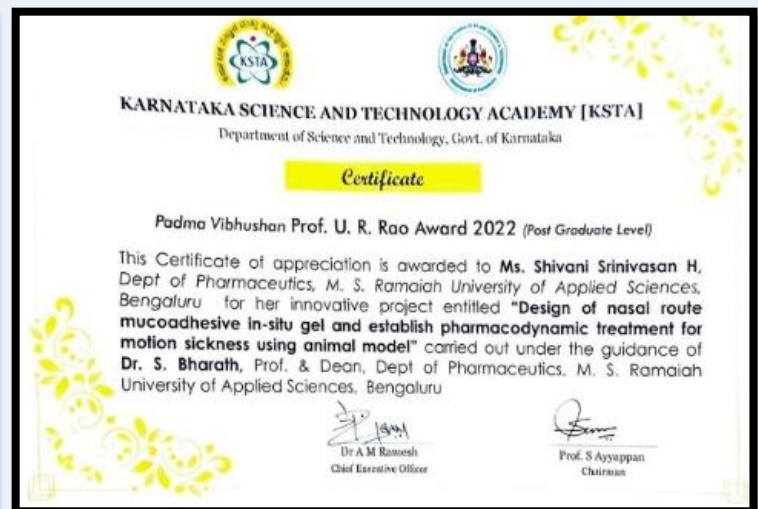 KSTA
KARNATAKA SCIENCE AND TECHNOLOGY ACADEMY [KSTA]
Department of Science and Technology, Govt. of Karnataka
Certificate
Padma Vibhushan Prof. U. R. Rao Award 2022 (Post Graduate Level)
This Certificate of appreciation is awarded to Ms. Shivani Srinivasan H,
Dept of Pharmaceutics, M. S. Ramaiah University of Applied Sciences,
Bengaluru for her innovative project entitled "Design of nasal route
mucoadhesive in-situ gel and establish pharmacodynamic treatment for
motion sickness using animal model" carried out under the guidance of
Dr. S. Bharath, Prof. & Dean, Dept of Pharmaceutics, M. S. Ramaiah
University of Applied Sciences, Bengaluru
Dr A M Ramesh
Chief Executive Officer
Prof. S Ayyappan
Chairman